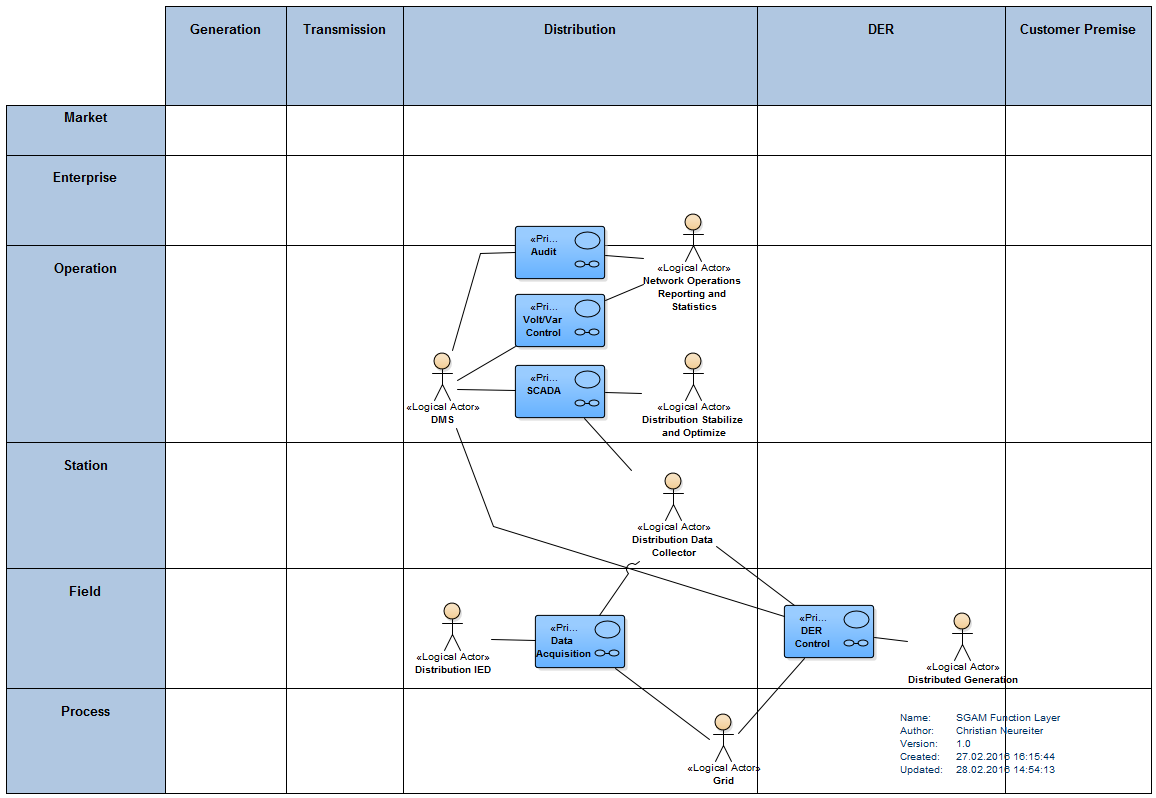 Generation
Transmission
Distribution
DER
Customer Premise
Market
Enterprise
Operation
«Pri...
Audit
«Logical Actor»
Network Operations
Reporting and
Statistics
«Pri...
Volt/Var
Control
«Logical Actor»
DMS
«Pri...
SCADA
«Logical Actor»
Distribution Stabilize
and Optimize
Station
«Logical Actor»
Distribution Data
Collector
Field
«Logical Actor»
Distribution IED
«Pri...
Data
Acquisition
«Pri...
DER
Control
«Logical Actor»
Distributed Generation
Process
«Logical Actor»
Grid
Name: SGAM Function Layer
Author: Christian Neureiter
Version: 1.0
Created: 27.02.2016 16:15:44
Updated: 28.02.2016 14:54:13